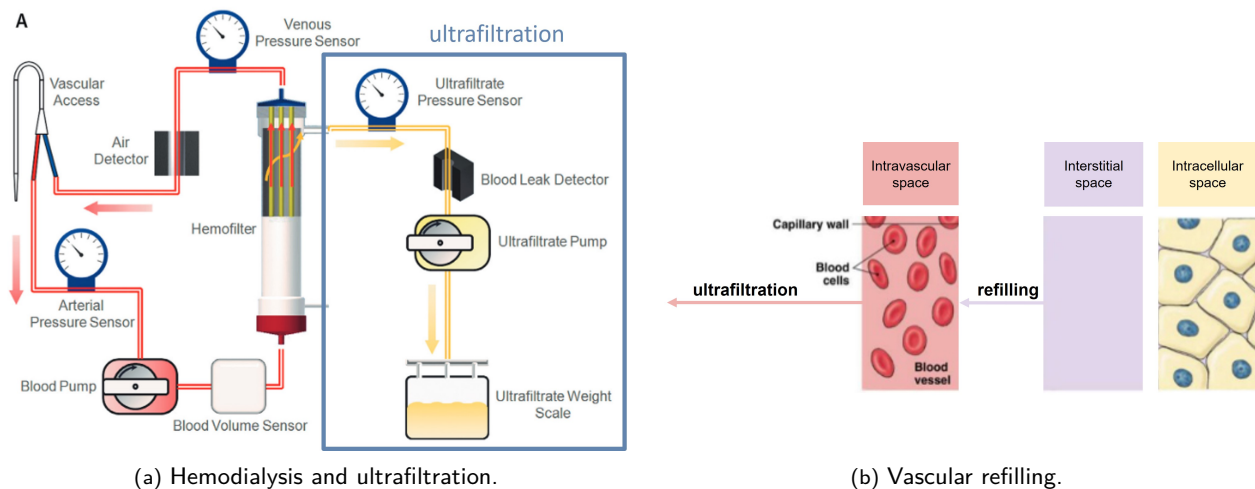 A
Venous
Pressure Sensor
ultrafiltration
Vascular
Access
Ultrafiltrate
Pressure Sensor
Air
Detector
Blood Leak Detector
Hemofilter
Ultrafiltrate Pump
Arterial
Pressure Sensor
Blood Pump
Blood Volume Sensor
Ultrafiltrate Weight
Scale
(a) Hemodialysis and ultrafiltration.
Intravascular
space
Interstitial
space
Intracellular
space
Capillary wall
Blood
cells
ultrafiltration
refilling
Blood
vessel
(b) Vascular refilling.